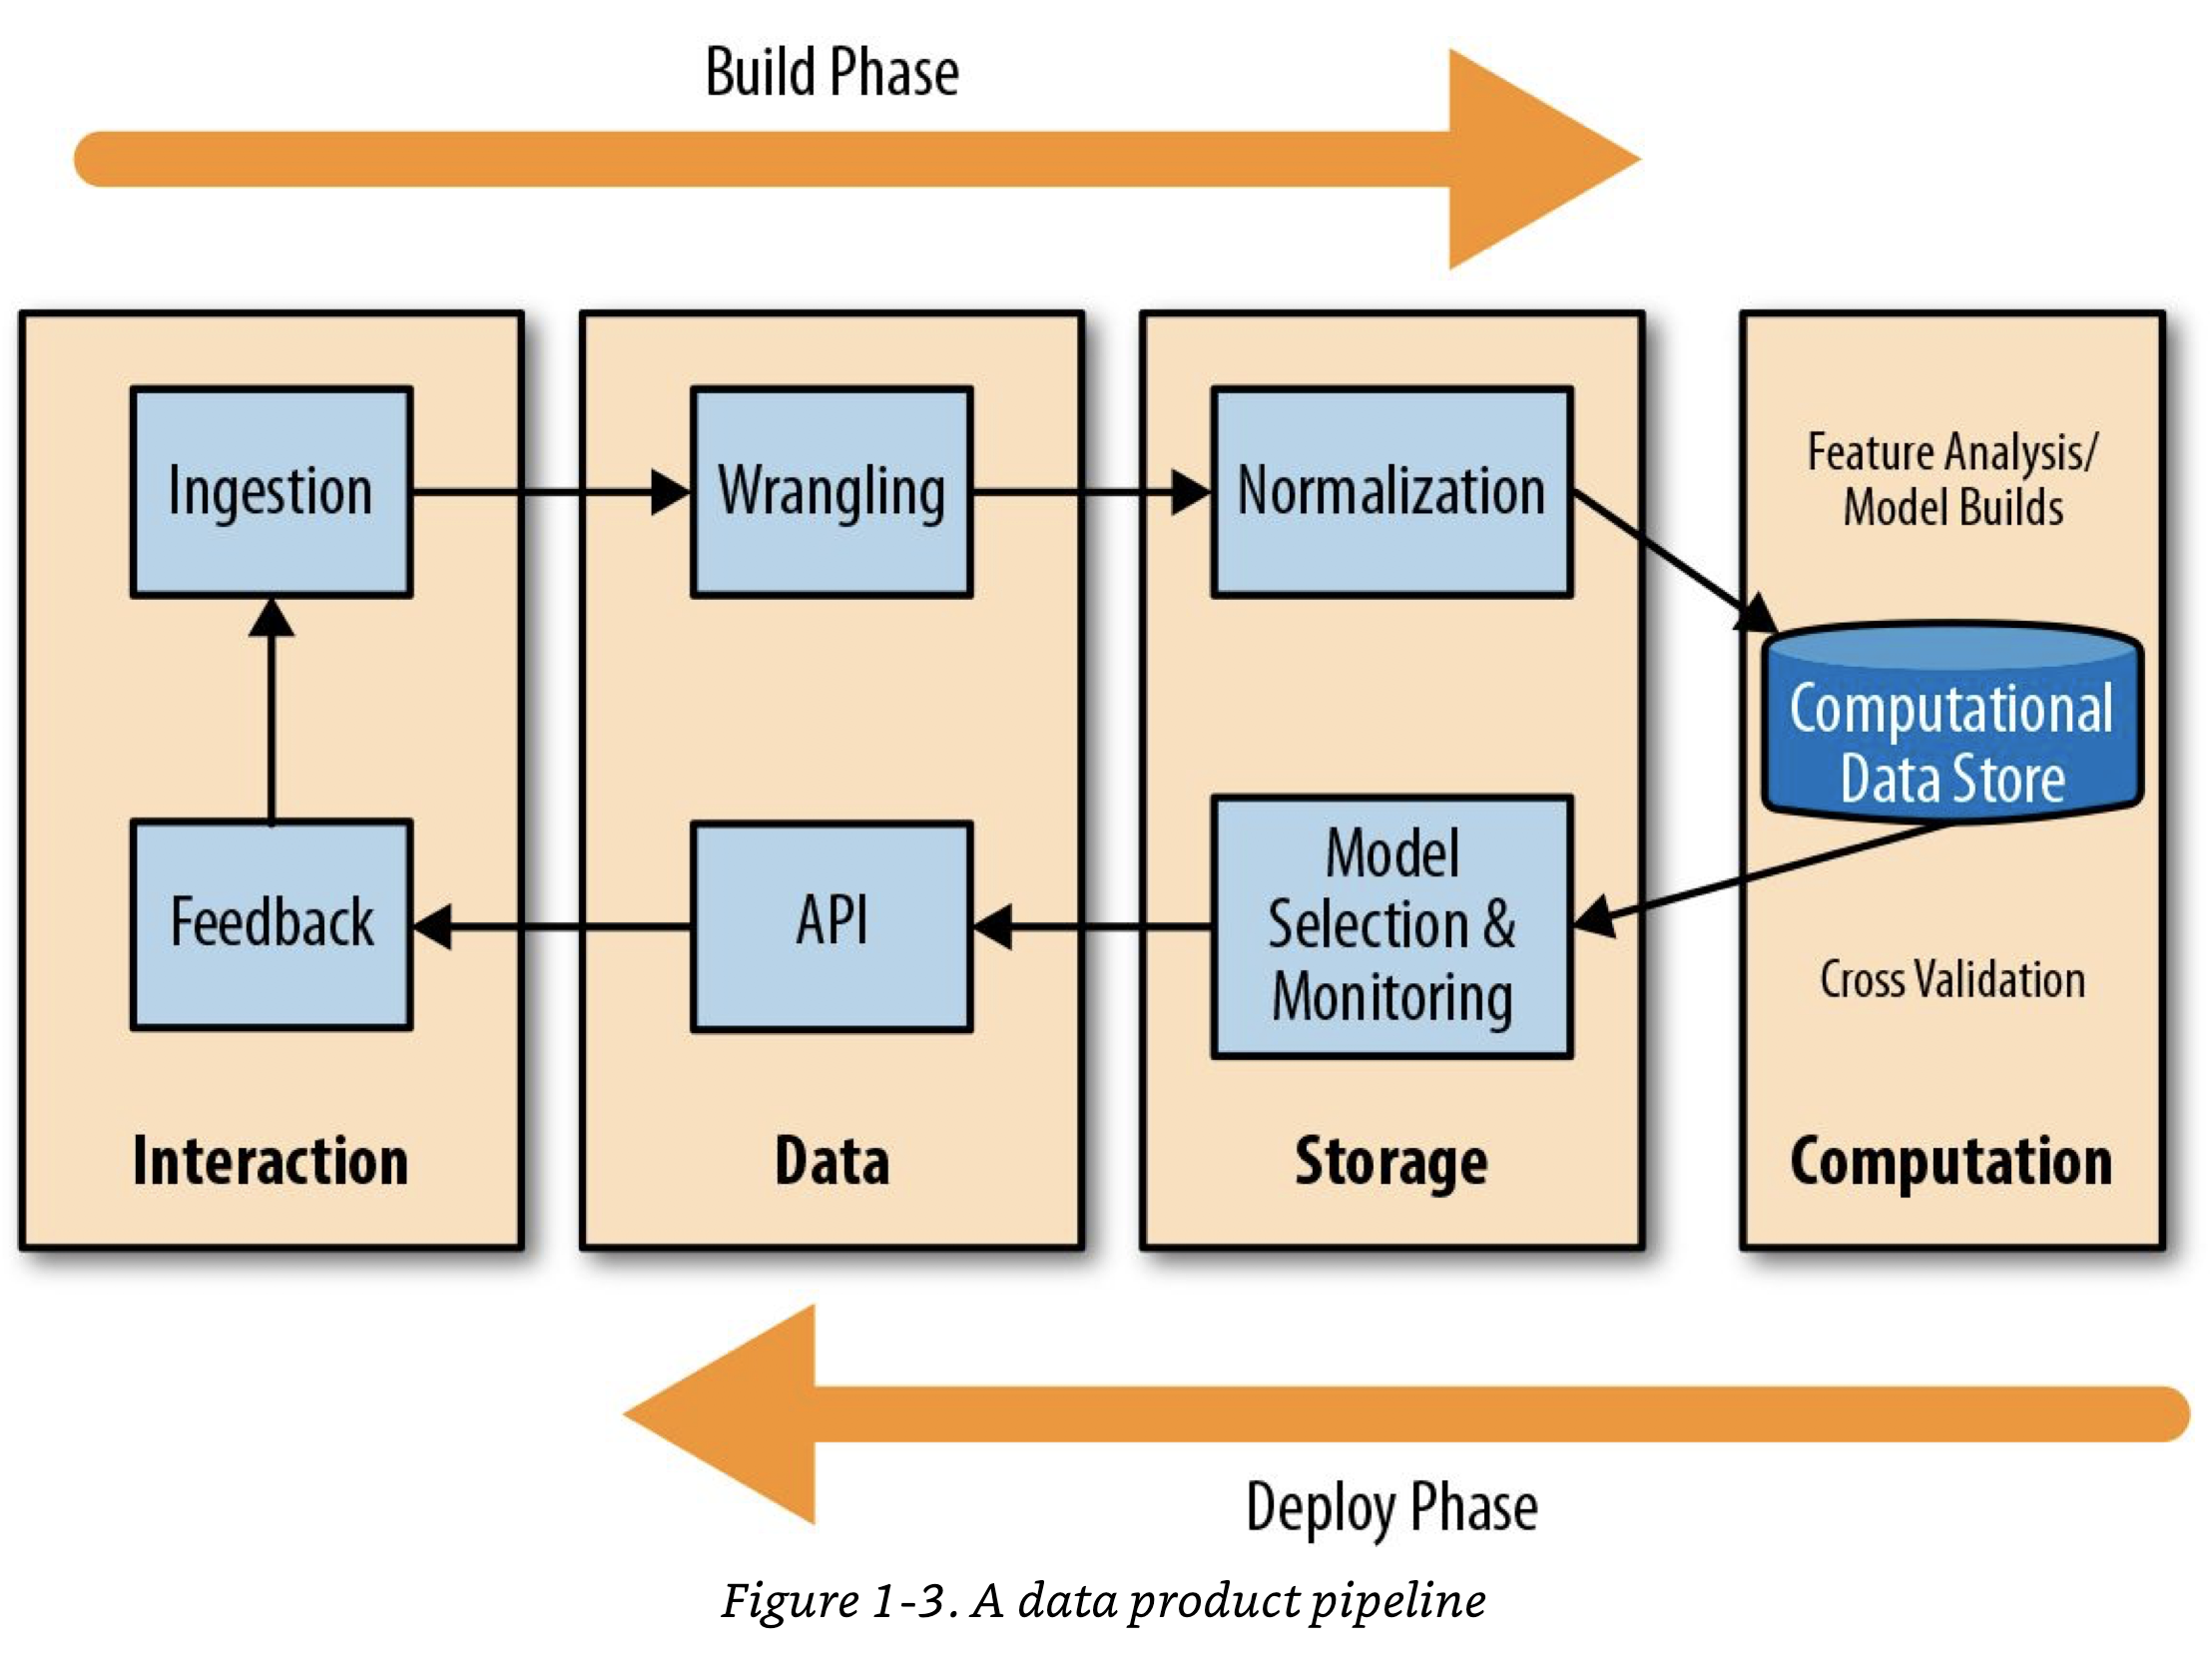 Build Phase
Ingestion
Wrangling
Normalization
Feature Analysis/
Model Builds
Computational
Data Store
Feedback
API
Model
Selection &
Monitoring
Cross Validation
Interaction
Data
Storage
Computation
Deploy Phase
Figure 1-3. A data product pipeline